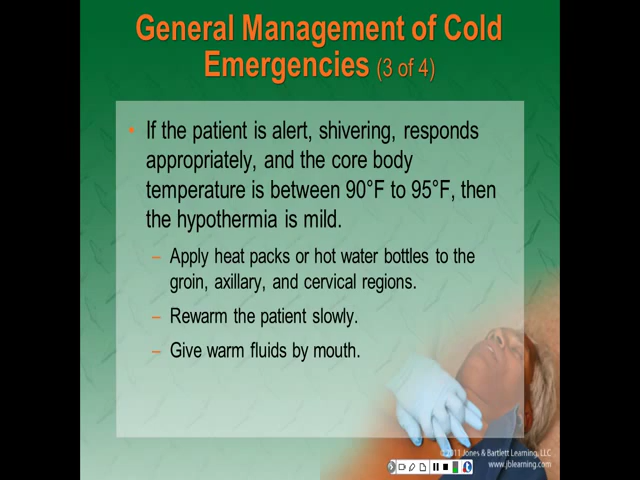 General Management of Cold
Emergencies (3 of 4)
• If the patient is alert, shivering, responds
appropriately, and the core body
temperature is between 90°F to 95°F, then
the hypothermia is mild.
– Apply heat packs or hot water bottles to the
groin, axillary, and cervical regions.
– Rewarm the patient slowly.
– Give warm fluids by mouth.
©2011 Jones & Bartlett Learning, LLC
www.jblearning.com